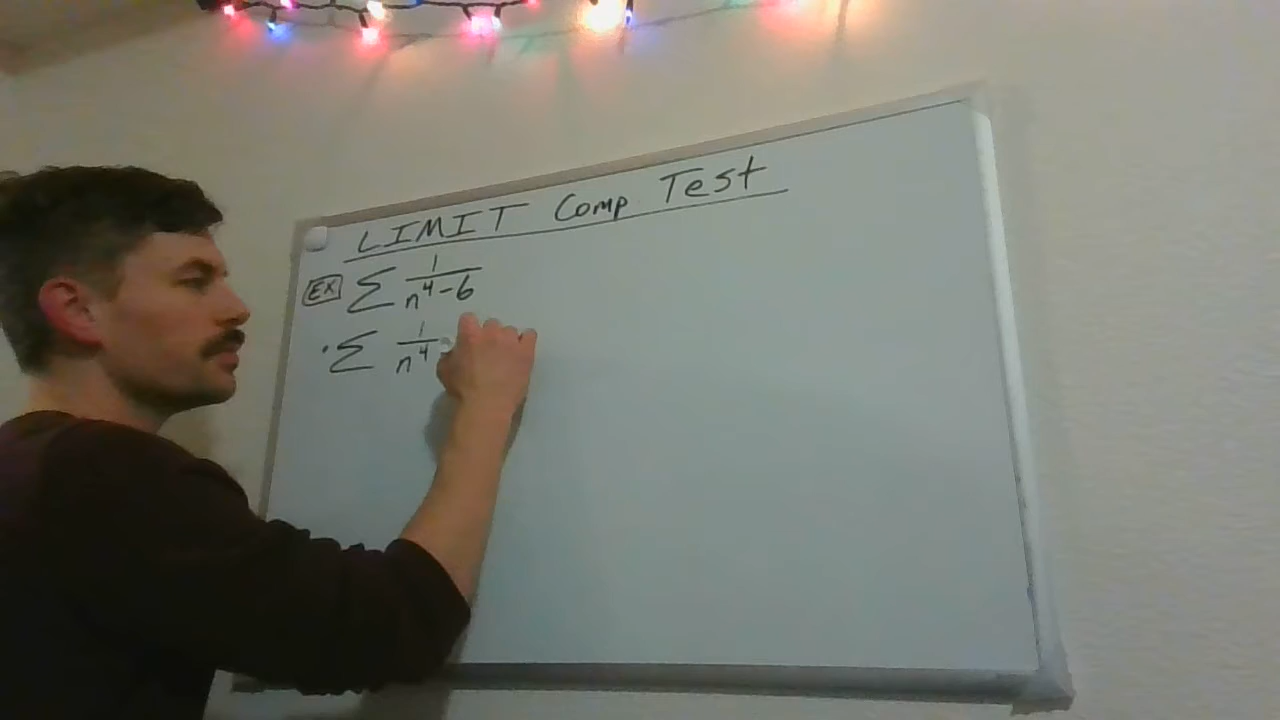 LIMIT Comp Test
EX ∑ 1/(n⁴-6)
· ∑ 1/n⁴